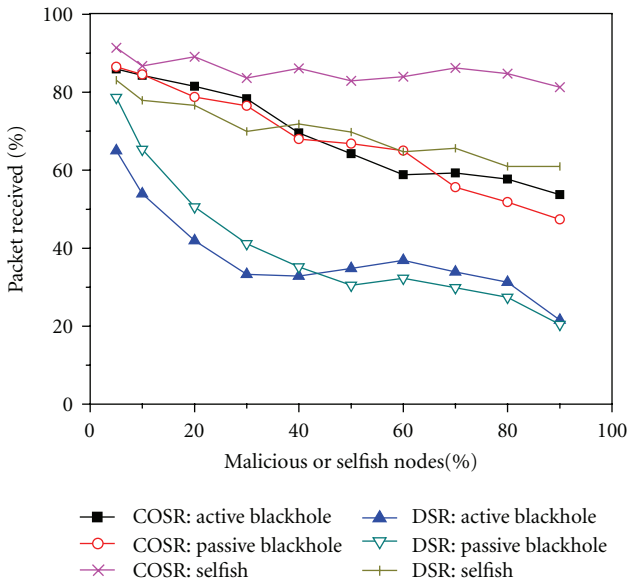 100
80
60
40
20
0
Packet received (%)
0 20 40 60 80 100
Malicious or selfish nodes(%)
COSR: active blackhole DSR: active blackhole
COSR: passive blackhole DSR: passive blackhole
COSR: selfish DSR: selfish